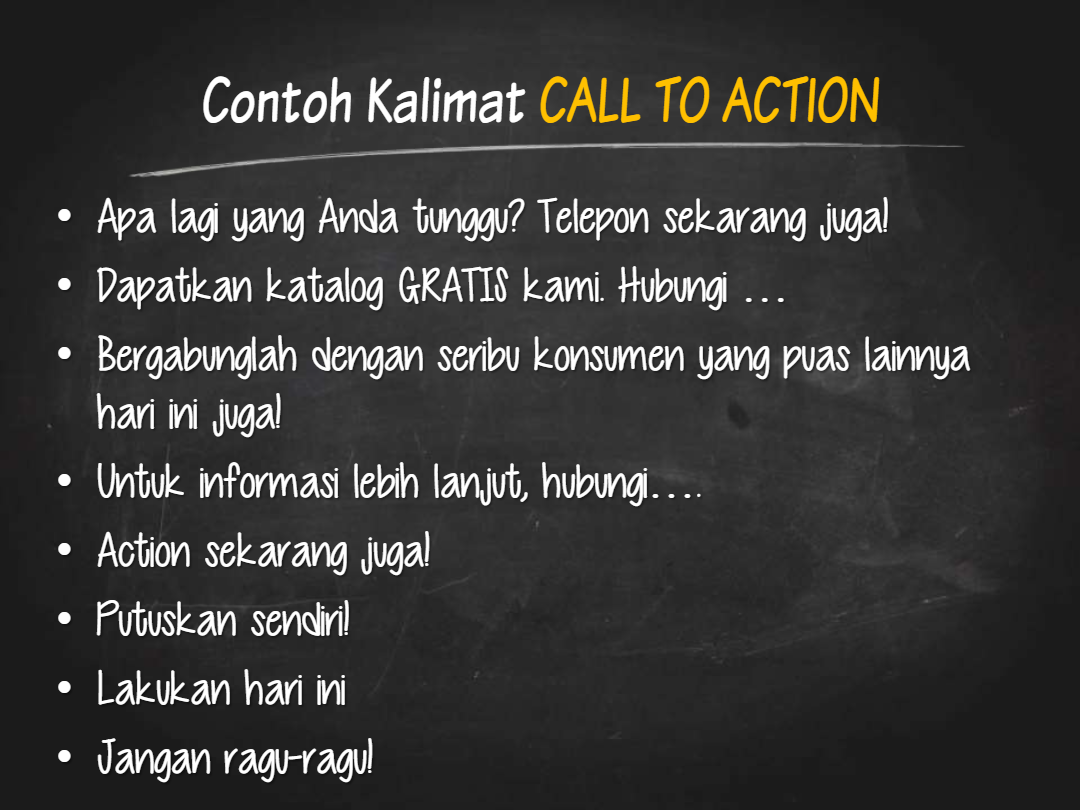 Contoh Kalimat CALL TO ACTION
• Apa lagi yang Anda tunggu? Telepon sekarang juga!
• Dapatkan katalog GRATIS kami. Hubungi ...
• Bergabunglah dengan seribu konsumen yang puas lainnya
hari ini juga!
• Untuk informasi lebih lanjut, hubungi....
• Action sekarang juga!
• Putuskan sendiri!
• Lakukan hari ini
• Jangan ragu-ragu!